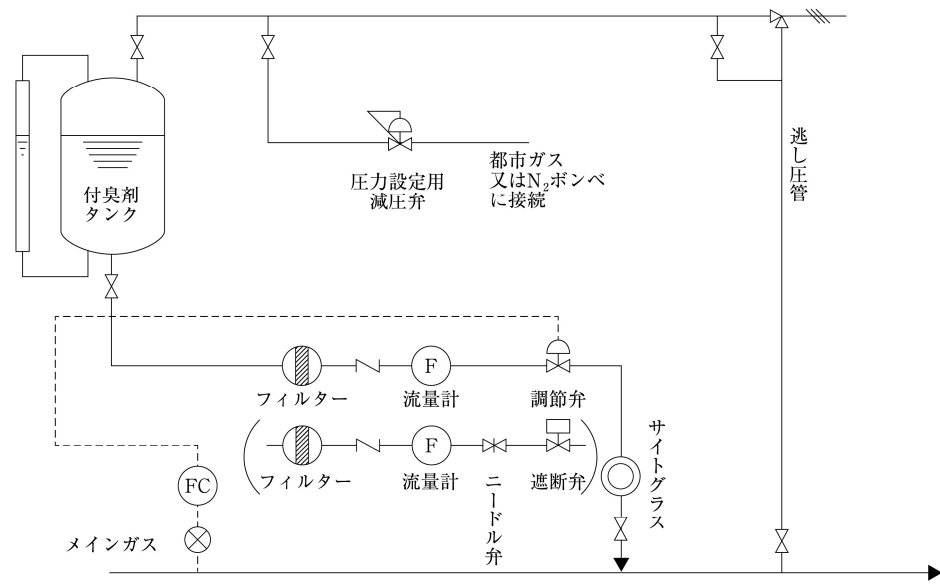 付臭剤
タンク
圧力設定用
減圧弁
都市ガス
又はN₂ボンベ
に接続
逃し圧管
F
フィルター
流量計
調節弁
F
フィルター
流量計
ニードル弁
遮断弁
サイトグラス
FC
メインガス